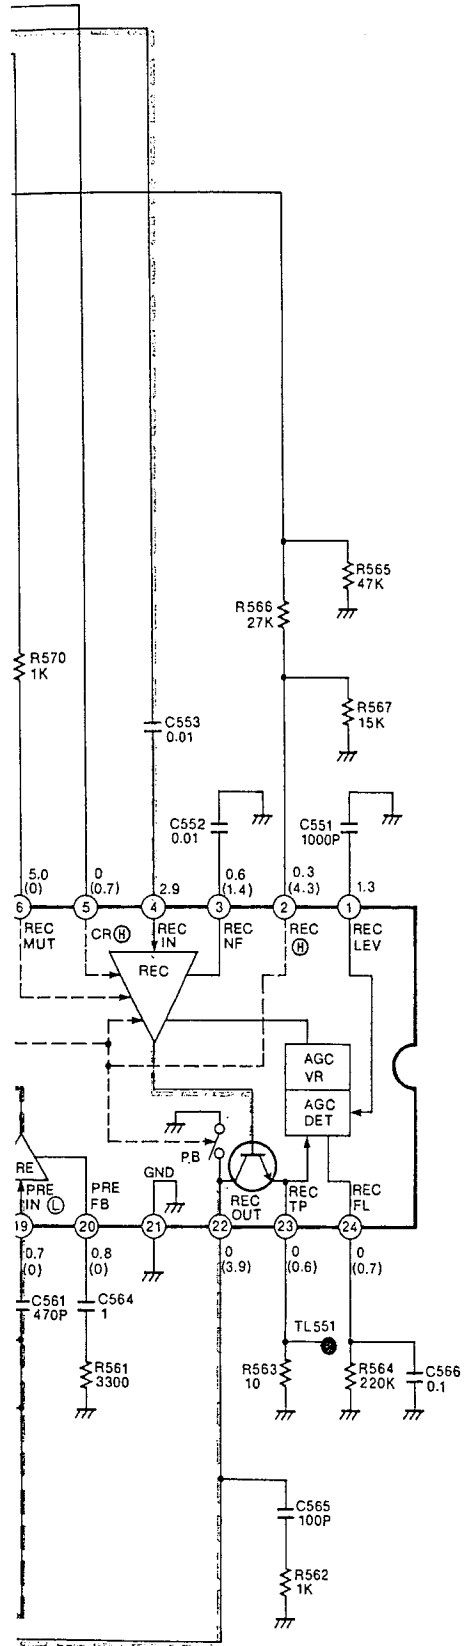 R565
47K
R566
27K
R570
1K
R567
15K
C553
0.01
C552
0.01
C551
1000P
5.0
(0)
0
(0.7)
2.9
0.6
(1.4)
0.3
(4.3)
1.3
6
5
4
3
2
1
REC
MUT
CR H
REC
IN
REC
NF
REC
H
REC
LEV
REC
AGC
VR
AGC
DET
P.B
RE
PRE
IN L
PRE
FB
GND
REC
OUT
REC
TP
REC
FL
19
20
21
22
23
24
0.7
(0)
0.8
(0)
0
(3.9)
0
(0.6)
0
(0.7)
C561
470P
C564
1
TL551
R561
3300
R563
10
R564
220K
C566
0.1
C565
100P
R562
1K